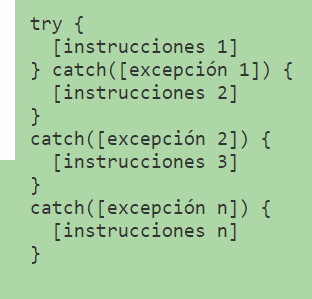 try {
  [instrucciones 1]
} catch([excepción 1]) {
  [instrucciones 2]
}
catch([excepción 2]) {
  [instrucciones 3]
}
catch([excepción n]) {
  [instrucciones n]
}